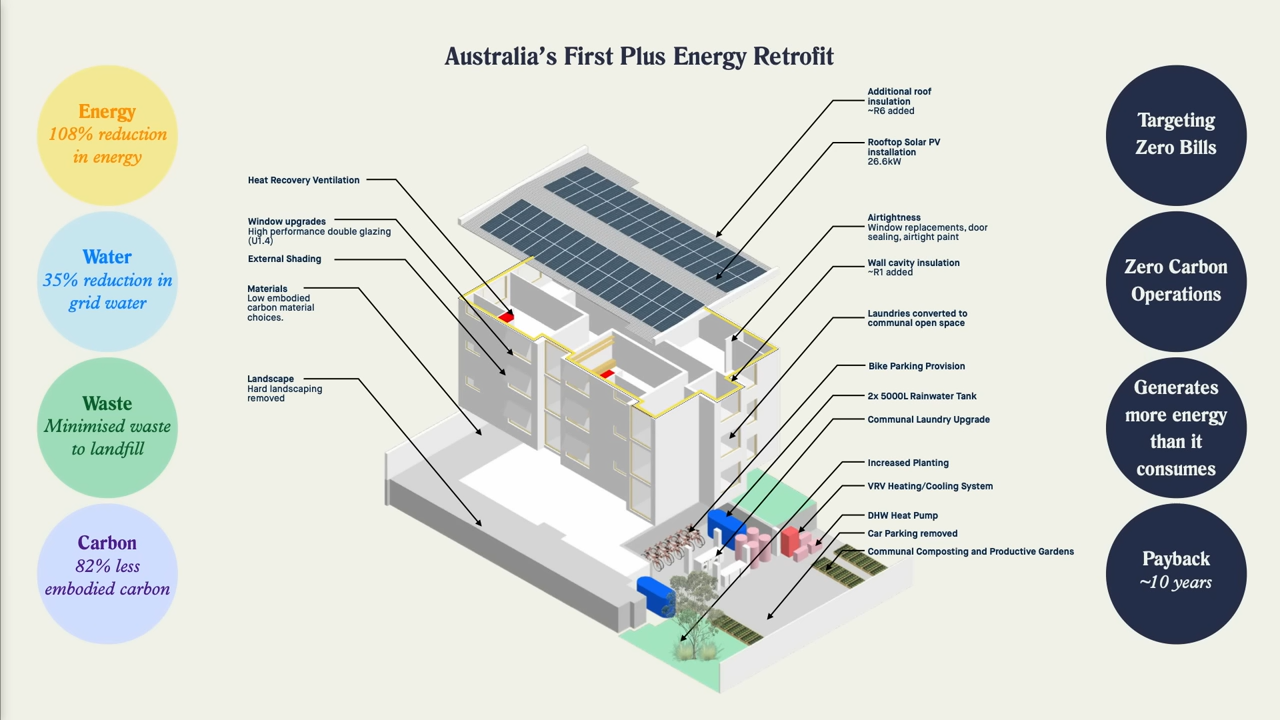 Australia's First Plus Energy Retrofit
Energy
108% reduction
in energy
Water
35% reduction in
grid water
Waste
Minimised waste
to landfill
Carbon
82% less
embodied carbon
Heat Recovery Ventilation
Window upgrades
High performance double glazing
(U1.4)
External Shading
Materials
Low embodied
carbon material
choices.
Landscape
Hard landscaping
removed
Additional roof
insulation
~R6 added
Rooftop Solar PV
installation
26.6kW
Airtightness
Window replacements, door
sealing, airtight paint
Wall cavity insulation
~R1 added
Laundries converted to
communal open space
Bike Parking Provision
2x 5000L Rainwater Tank
Communal Laundry Upgrade
Increased Planting
VRV Heating/Cooling System
DHW Heat Pump
Car Parking removed
Communal Composting and Productive Gardens
Targeting
Zero Bills
Zero Carbon
Operations
Generates
more energy
than it
consumes
Payback
~10 years